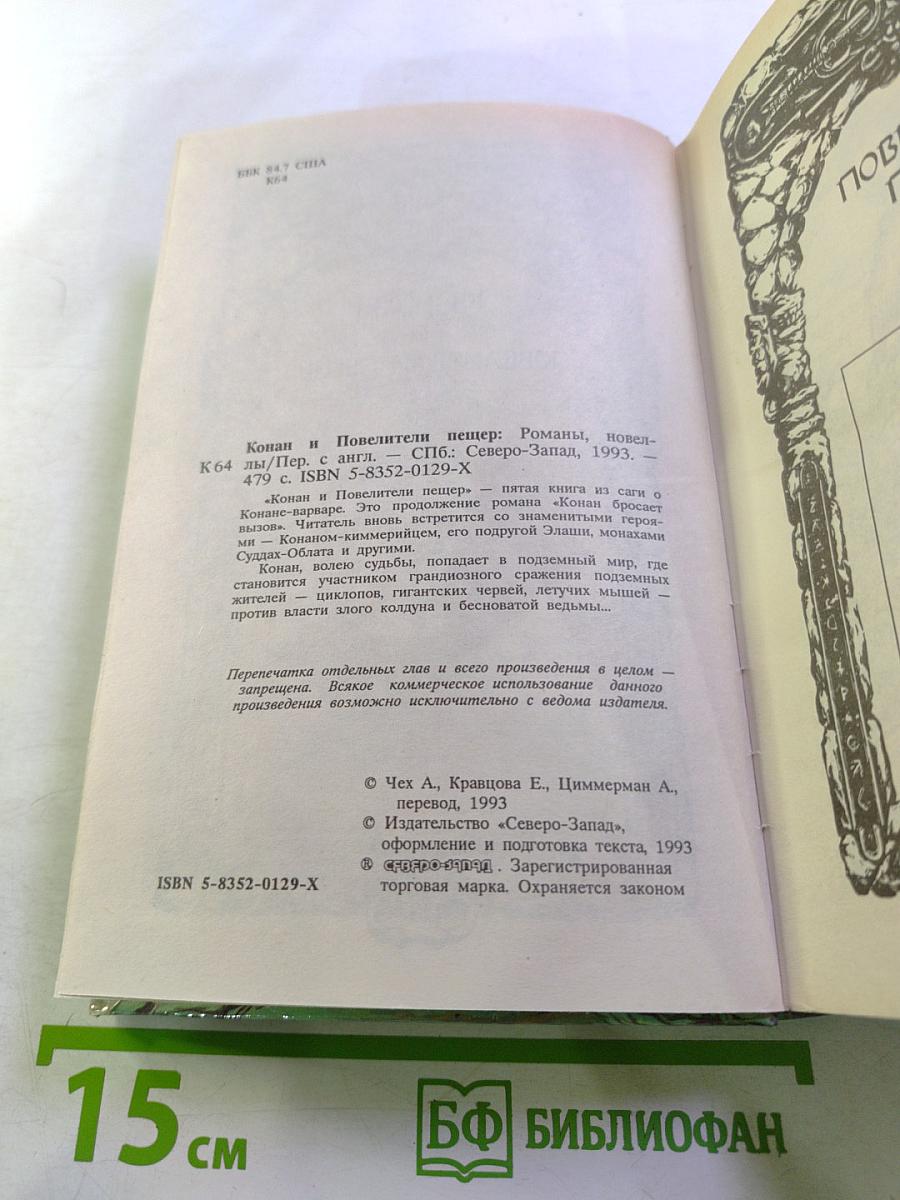 ББК 84.7 США
К64
Конан и Повелители пещер: Романы, новел-
К 64 лы/Пер. с англ. — СПб.: Северо-Запад, 1993. —
479 с. ISBN 5-8352-0129-X
«Конан и Повелители пещер» — пятая книга из саги о
Конане-варваре. Это продолжение романа «Конан бросает
вызов». Читатель вновь встретится со знаменитыми героя-
ми — Конаном-киммерийцем, его подругой Элаши, монахами
Суддах-Облата и другими.
Конан, волею судьбы, попадает в подземный мир, где
становится участником грандиозного сражения подземных
жителей — циклопов, гигантских червей, летучих мышей —
против власти злого колдуна и бесноватой ведьмы...
Перепечатка отдельных глав и всего произведения в целом —
запрещена. Всякое коммерческое использование данного
произведения возможно исключительно с ведома издателя.
© Чех А., Кравцова Е., Циммерман А.,
перевод, 1993
© Издательство «Северо-Запад»,
оформление и подготовка текста, 1993
® СЕВЕРО-ЗАПАД . Зарегистрированная
торговая марка. Охраняется законом
ISBN 5-8352-0129-X
15 см
БФ БИБЛИОФАН